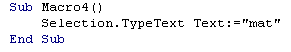 Sub Macro4()
    Selection.TypeText Text:="mat"
End Sub